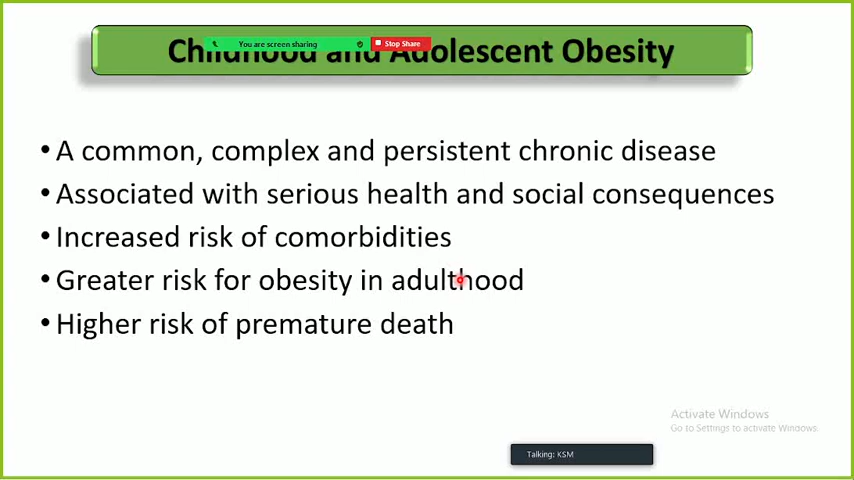 You are screen sharing
Stop Share
Childhood and Adolescent Obesity
• A common, complex and persistent chronic disease
• Associated with serious health and social consequences
• Increased risk of comorbidities
• Greater risk for obesity in adulthood
• Higher risk of premature death
Activate Windows
Go to Settings to activate Windows.
Talking: KSM